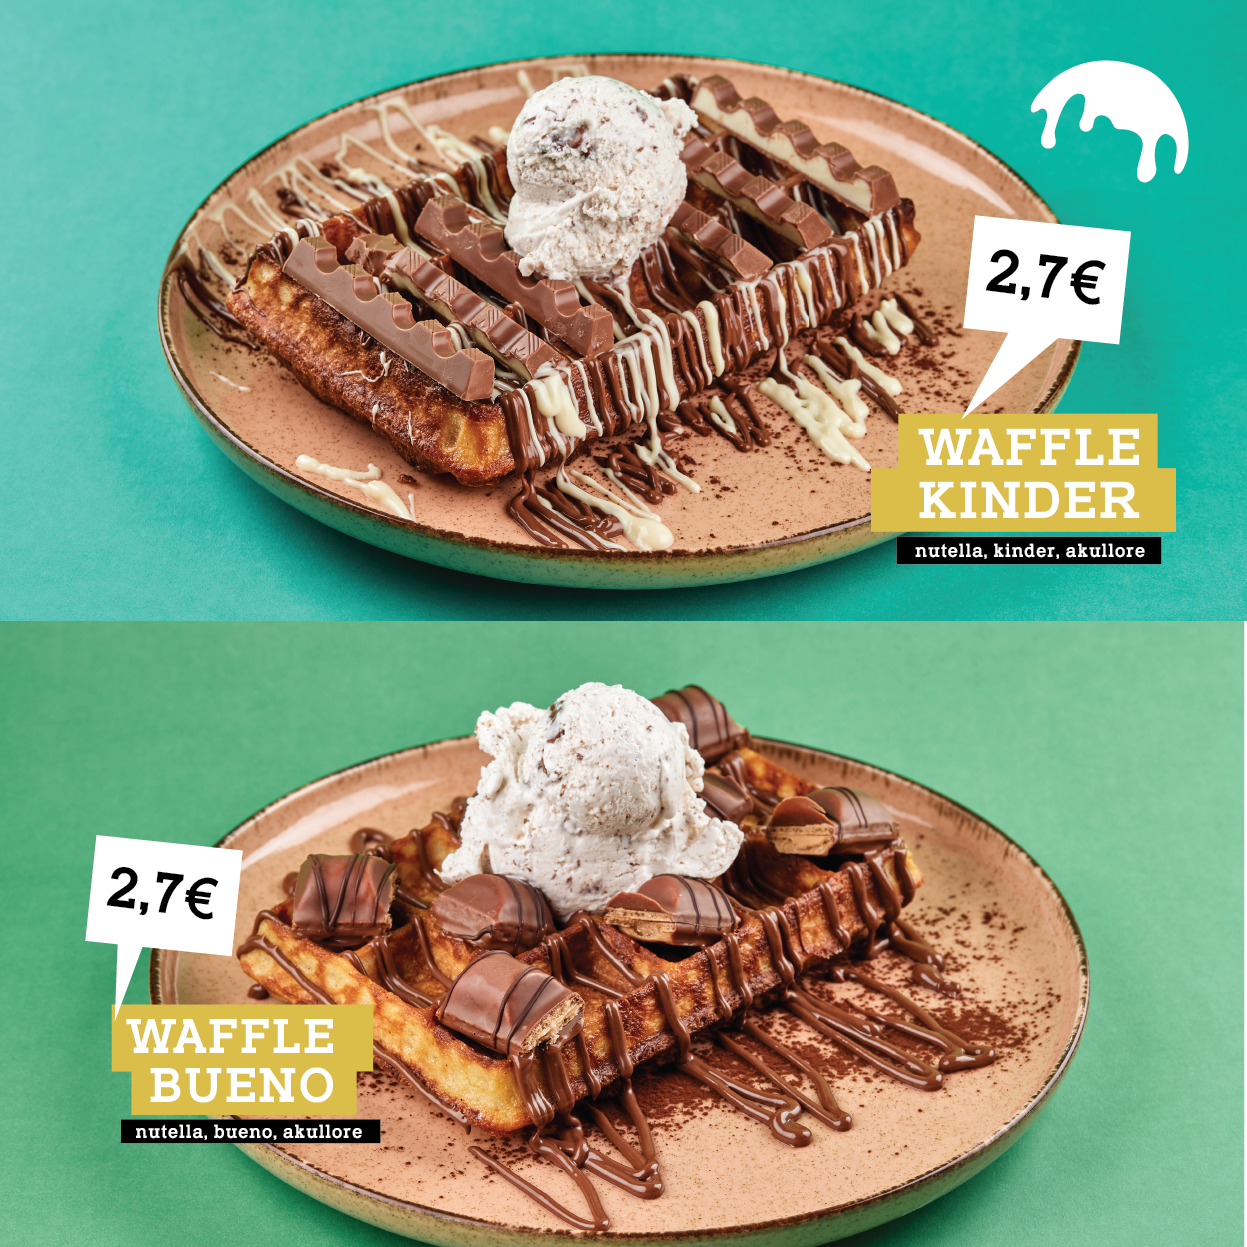 2,7€
WAFFLE
KINDER
nutella, kinder, akullore
2,7€
WAFFLE
BUENO
nutella, bueno, akullore